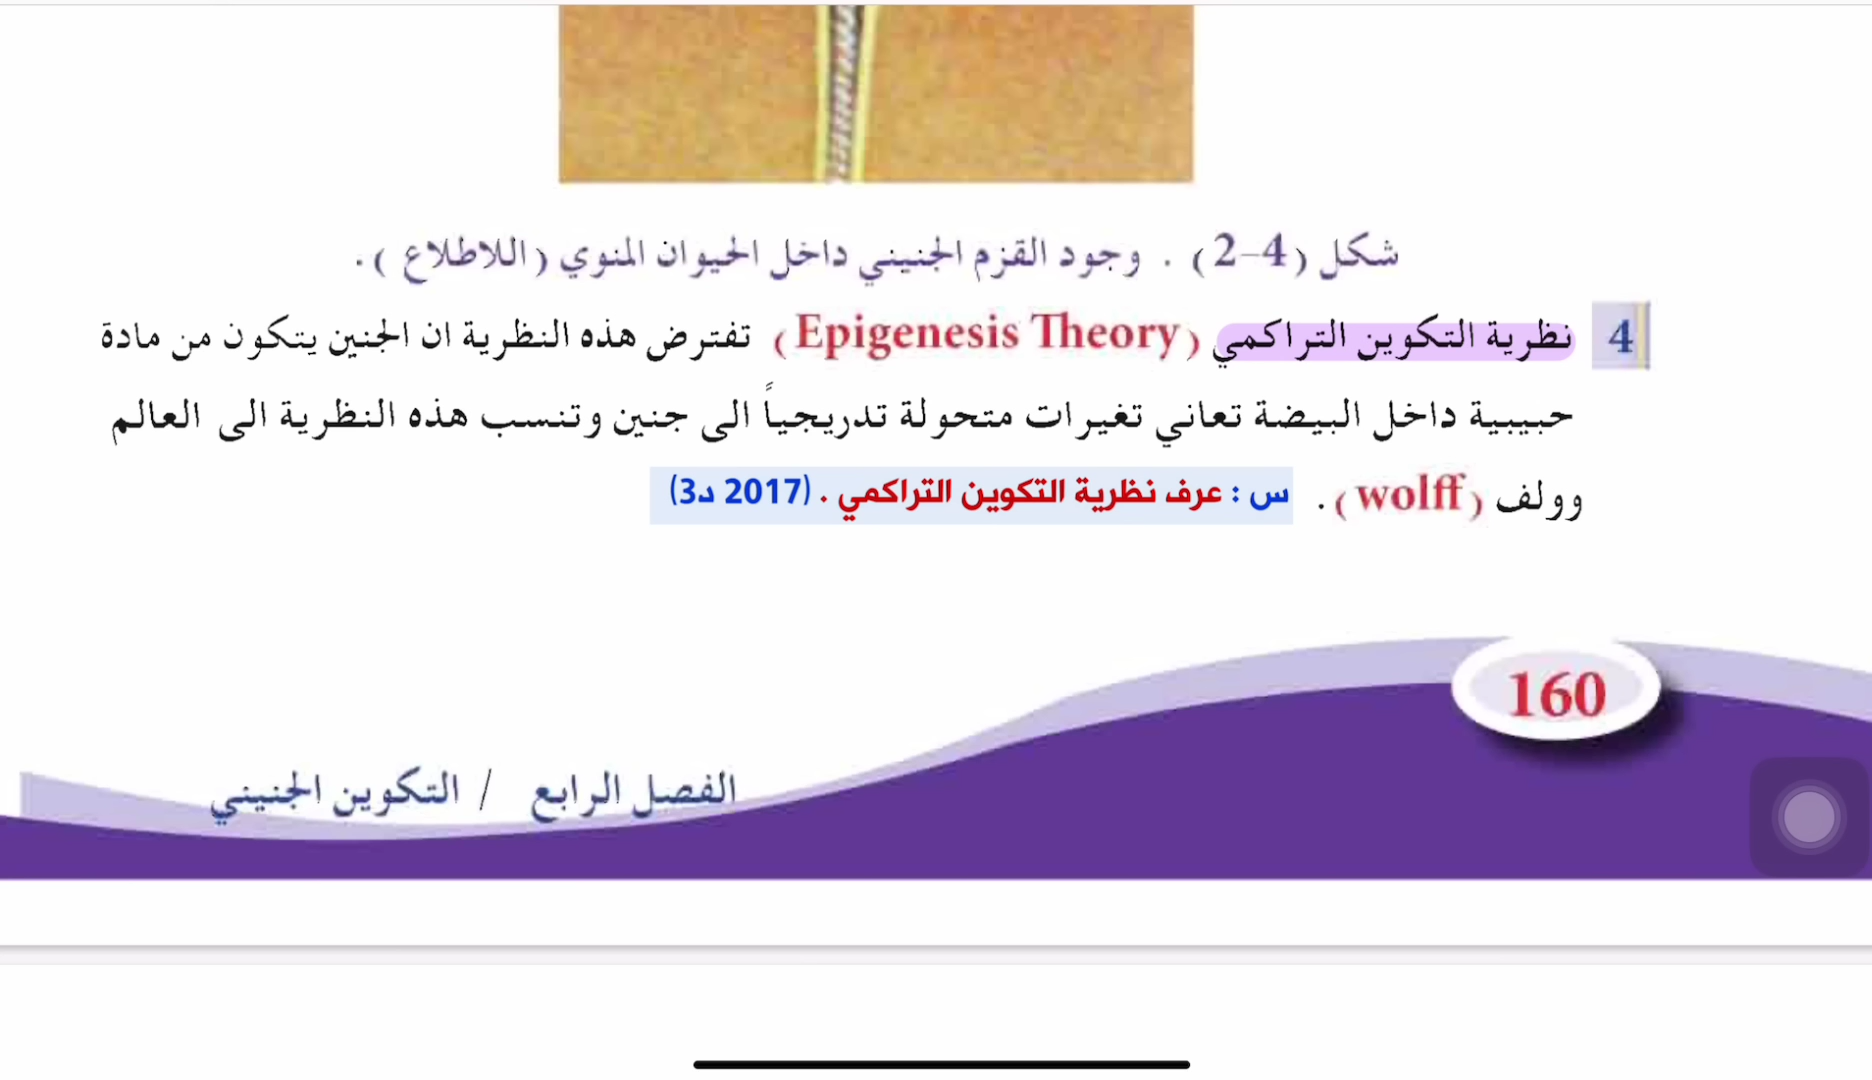 شكل (4-2) . وجود القزم الجنيني داخل الحيوان المنوي (اللاطلاع ) .
4 نظرية التكوين التراكمي (Epigenesis Theory) تفترض هذه النظرية ان الجنين يتكون من مادة
حبيبية داخل البيضة تعاني تغيرات متحولة تدريجياً الى جنين وتنسب هذه النظرية الى العالم
وولف (wolff) . س : عرف نظرية التكوين التراكمي . (2017 د3)
160
الفصل الرابع / التكوين الجنيني